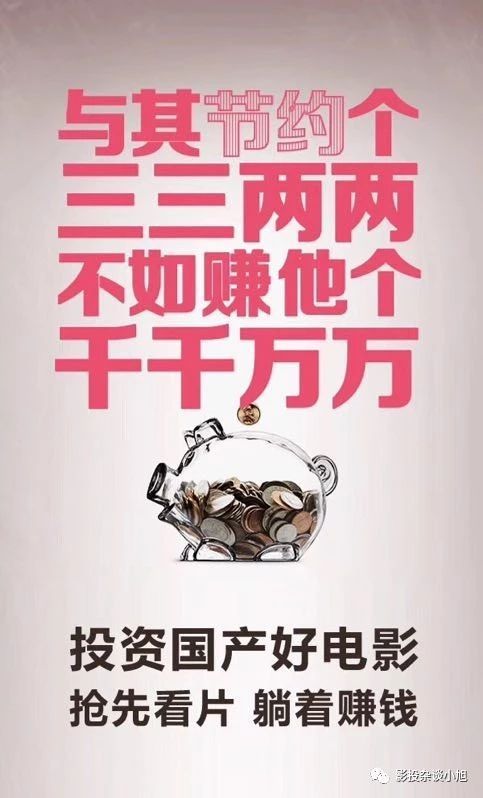 与其节约个
三三两两
不如赚他个
千千万万
投资国产好电影
抢先看片 躺着赚钱
影投杂谈小旭